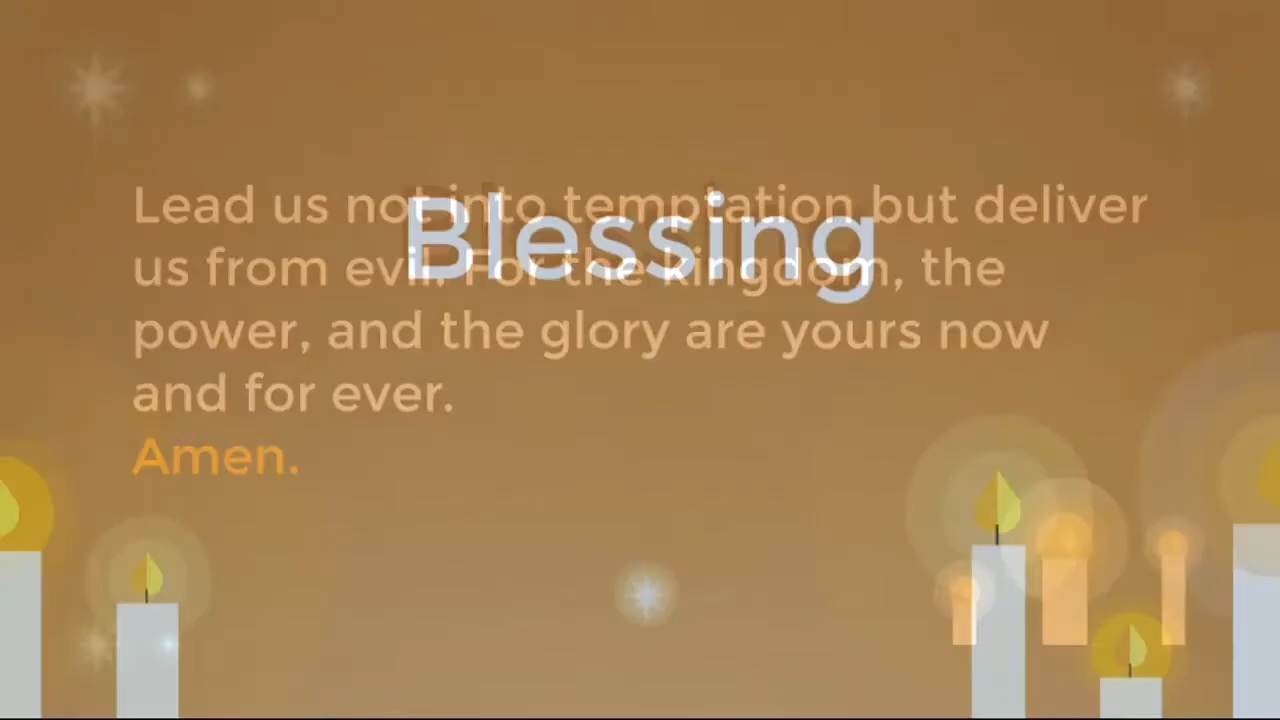 Blessing
Lead us not into temptation but deliver
us from evil. For the kingdom, the
power, and the glory are yours now
and for ever.
Amen.